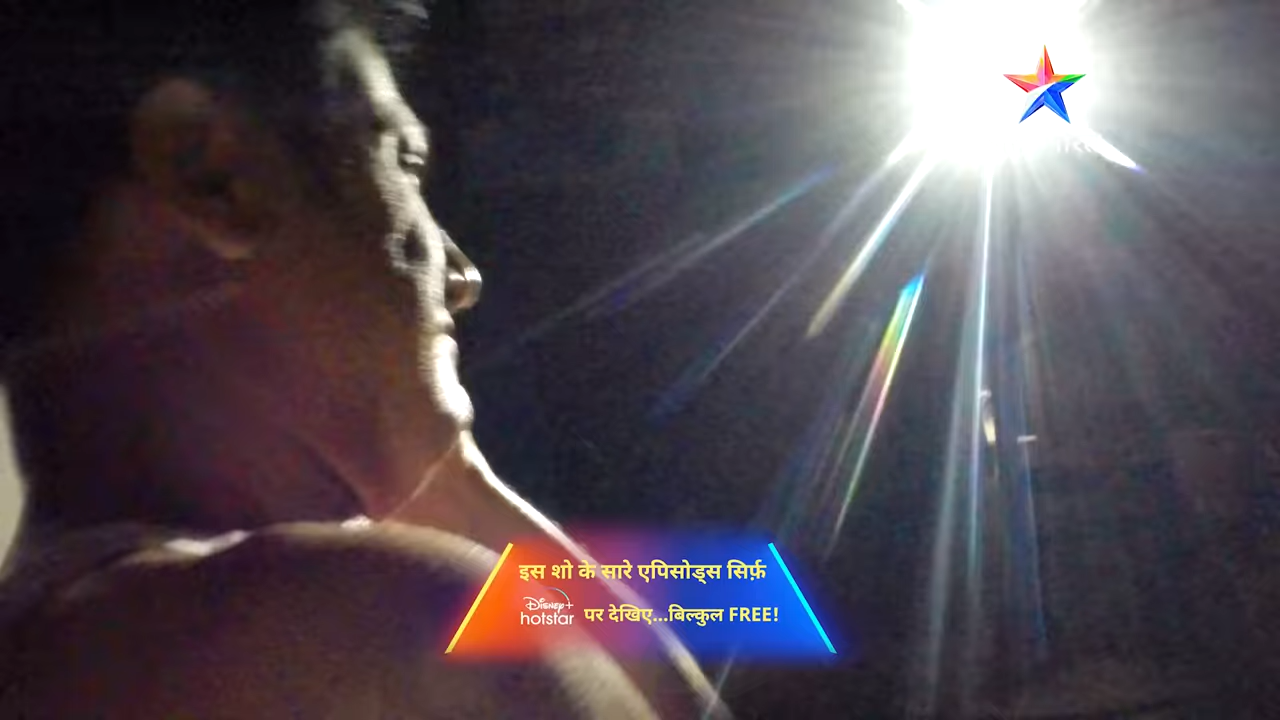 इस शो के सारे एपिसोड्स सिर्फ़
Disney+
hotstar पर देखिए...बिल्कुल FREE!